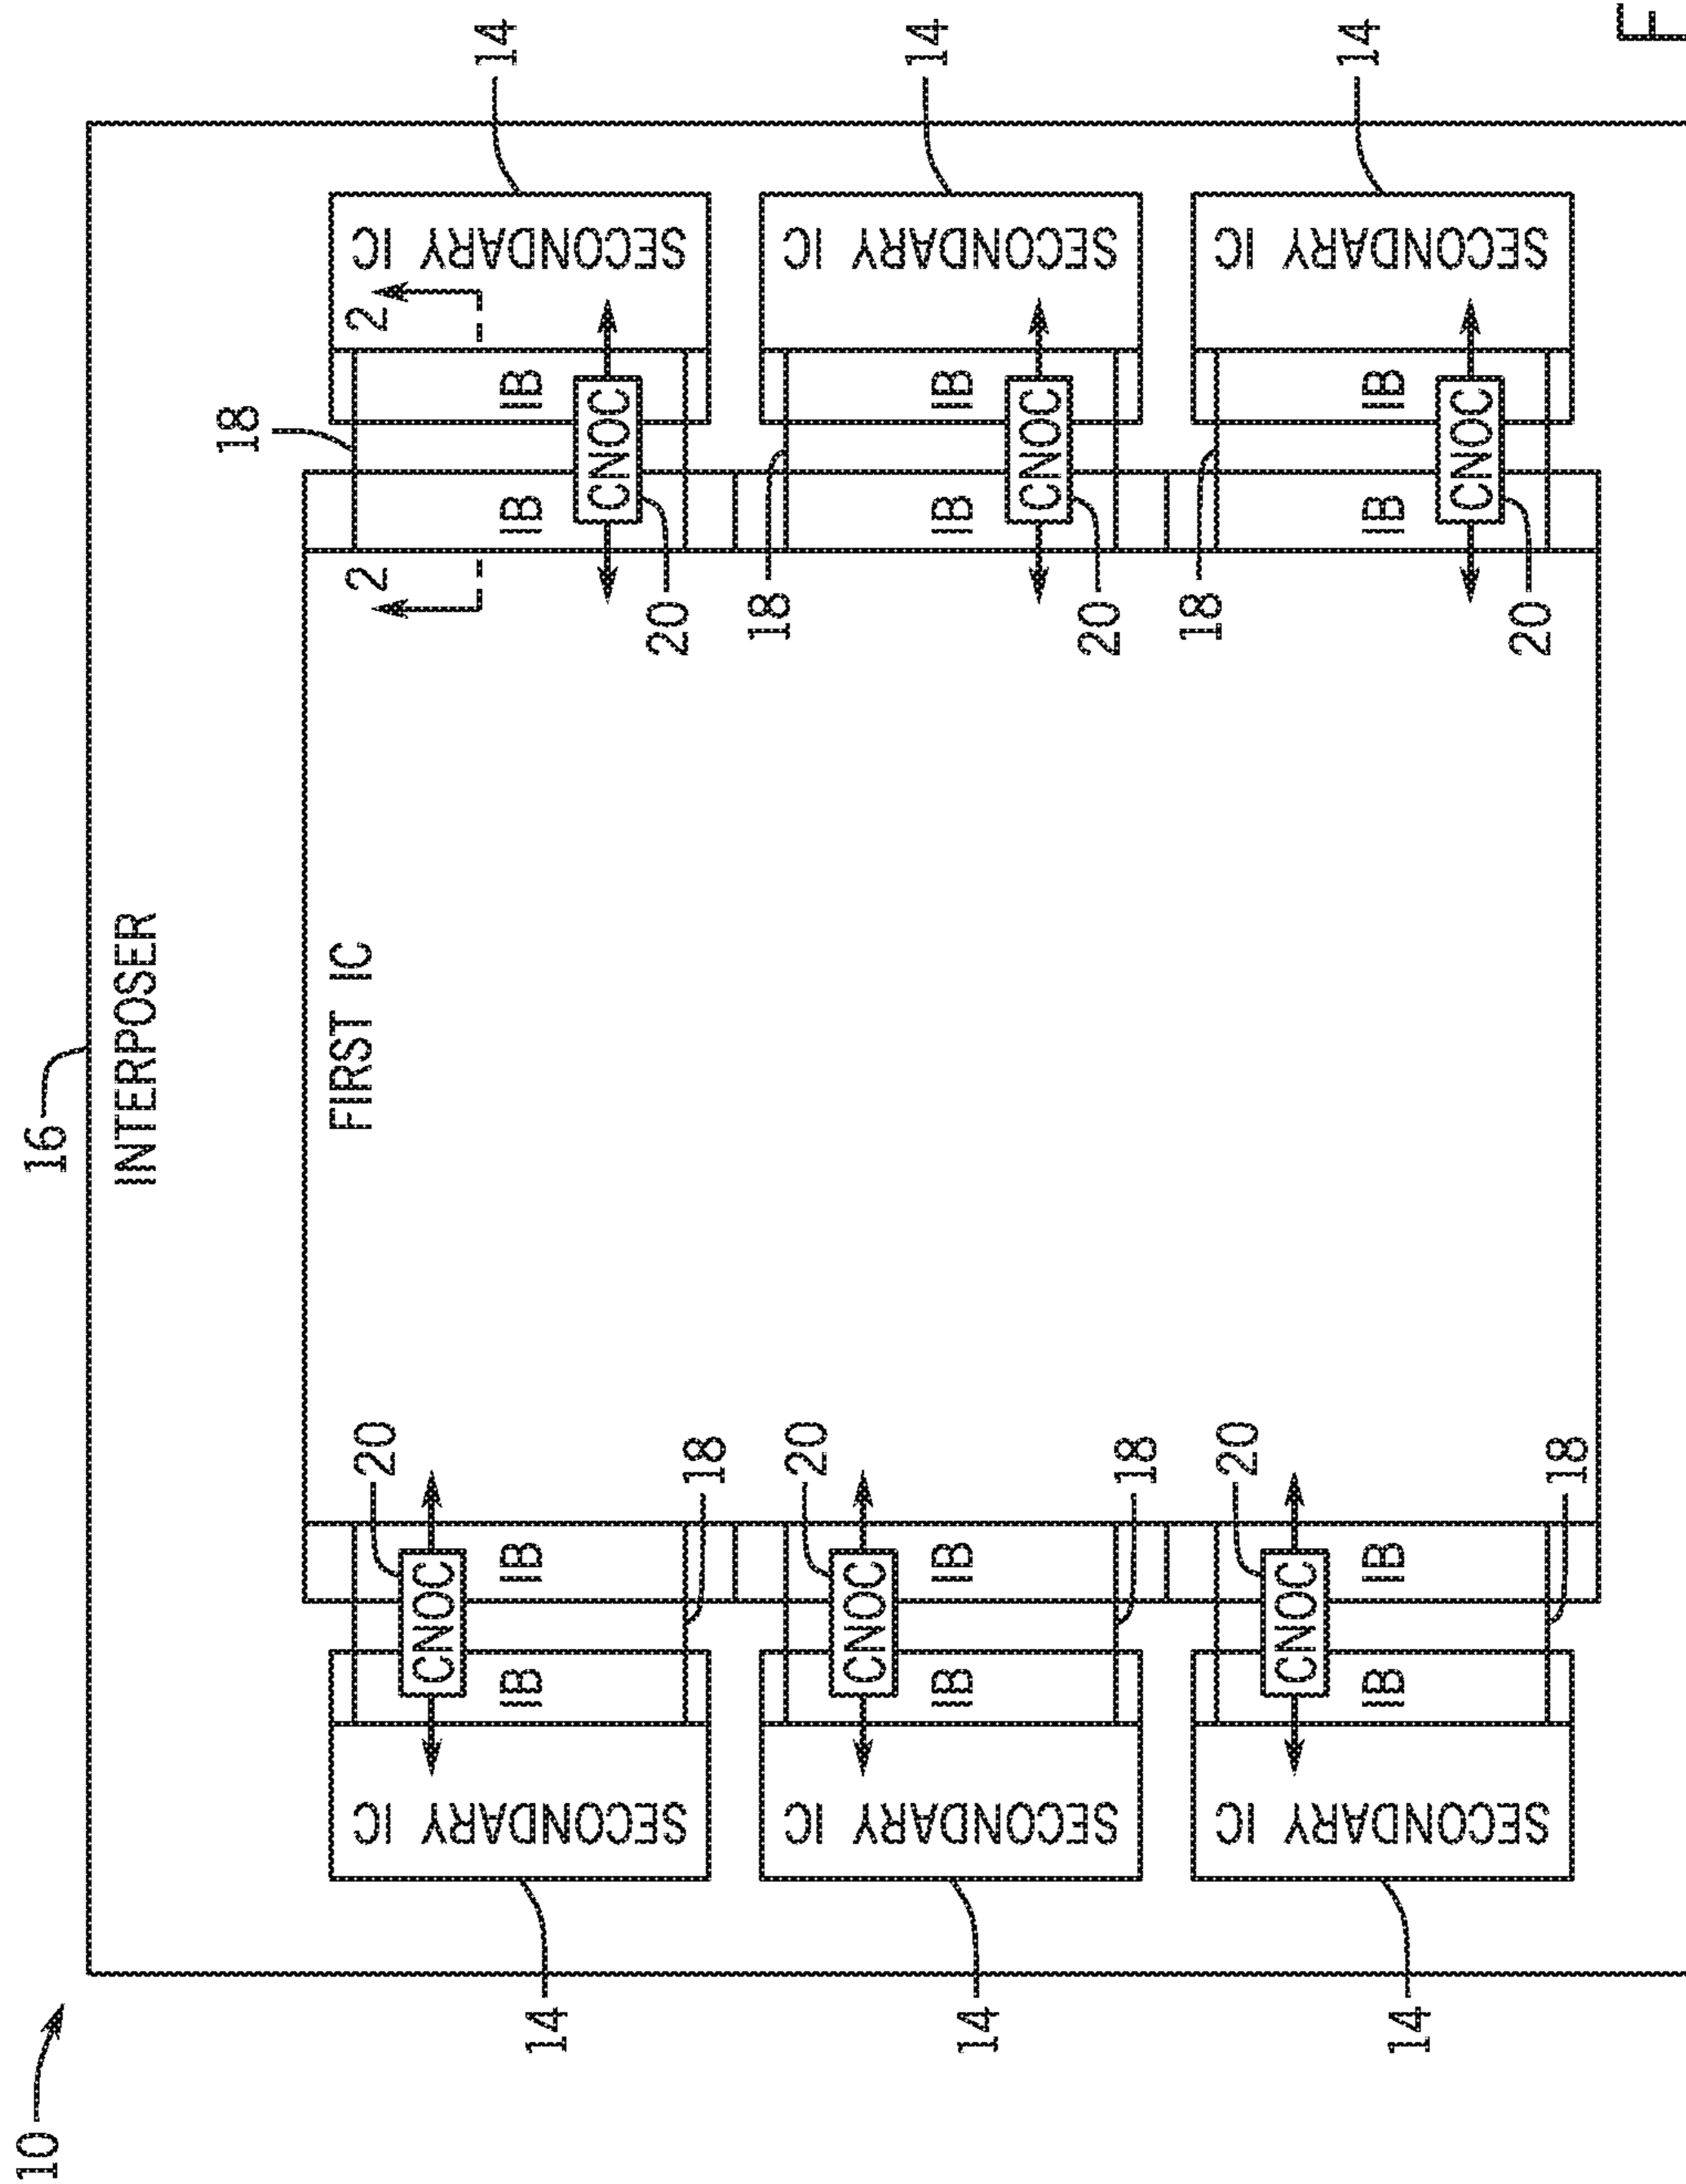 10
16
INTERPOSER
18
FIRST IC
20
2
2
CNOC
14
SECONDARY IC
IB
IB
IB
IB
SECONDARY IC
14
CNOC
20
18
18
20
CNOC
14
SECONDARY IC
IB
IB
IB
IB
SECONDARY IC
14
CNOC
20
18
18
20
CNOC
14
SECONDARY IC
IB
IB
IB
IB
SECONDARY IC
14
CNOC
20
18